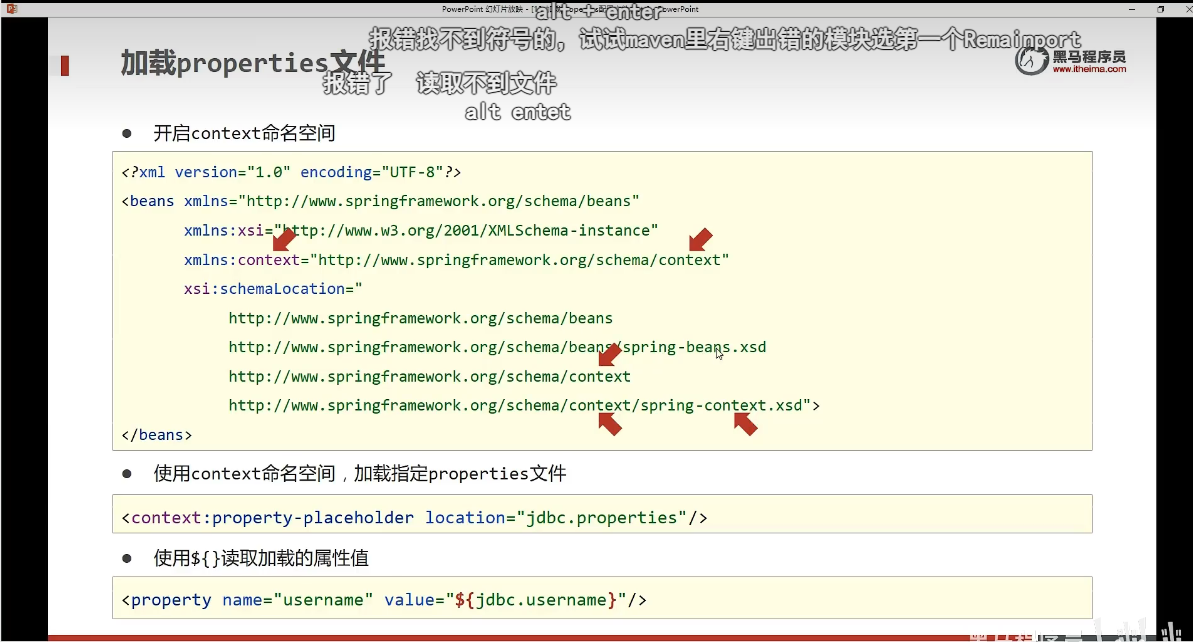 PowerPoint 幻灯片放映 - 
PowerPoint
alt + enter
报错找不到符号的，试试maven里右键出错的模块选第一个Remainport
加载properties文件
黑马程序员
www.itheima.com
报错了
读取不到文件
alt entet
● 开启context命名空间
<?xml version="1.0" encoding="UTF-8"?>
<beans xmlns="http://www.springframework.org/schema/beans"
xmlns:xsi="http://www.w3.org/2001/XMLSchema-instance"
xmlns:context="http://www.springframework.org/schema/context"
xsi:schemaLocation="
http://www.springframework.org/schema/beans
http://www.springframework.org/schema/beans/spring-beans.xsd
http://www.springframework.org/schema/context
http://www.springframework.org/schema/context/spring-context.xsd">
</beans>
● 使用context命名空间，加载指定properties文件
<context:property-placeholder location="jdbc.properties"/>
● 使用${}读取加载的属性值
<property name="username" value="${jdbc.username}"/>